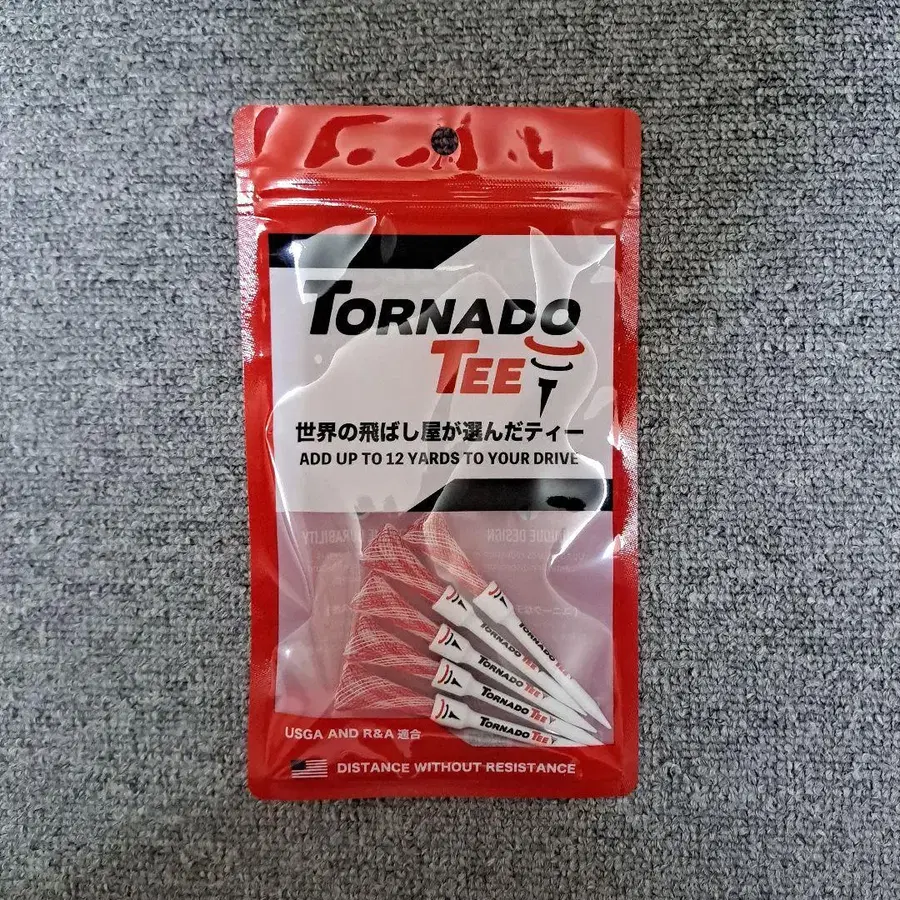 TORNADO
TEE
世界の飛ばし屋が選んだティー
ADD UP TO 12 YARDS TO YOUR DRIVE
DURABILITY
DESIGN
TORNADO TEE
TORNADO TEE
TORNADO TEE
TORNADO TEE
TORNADO TEE
USGA AND R&A 適合
DISTANCE WITHOUT RESISTANCE